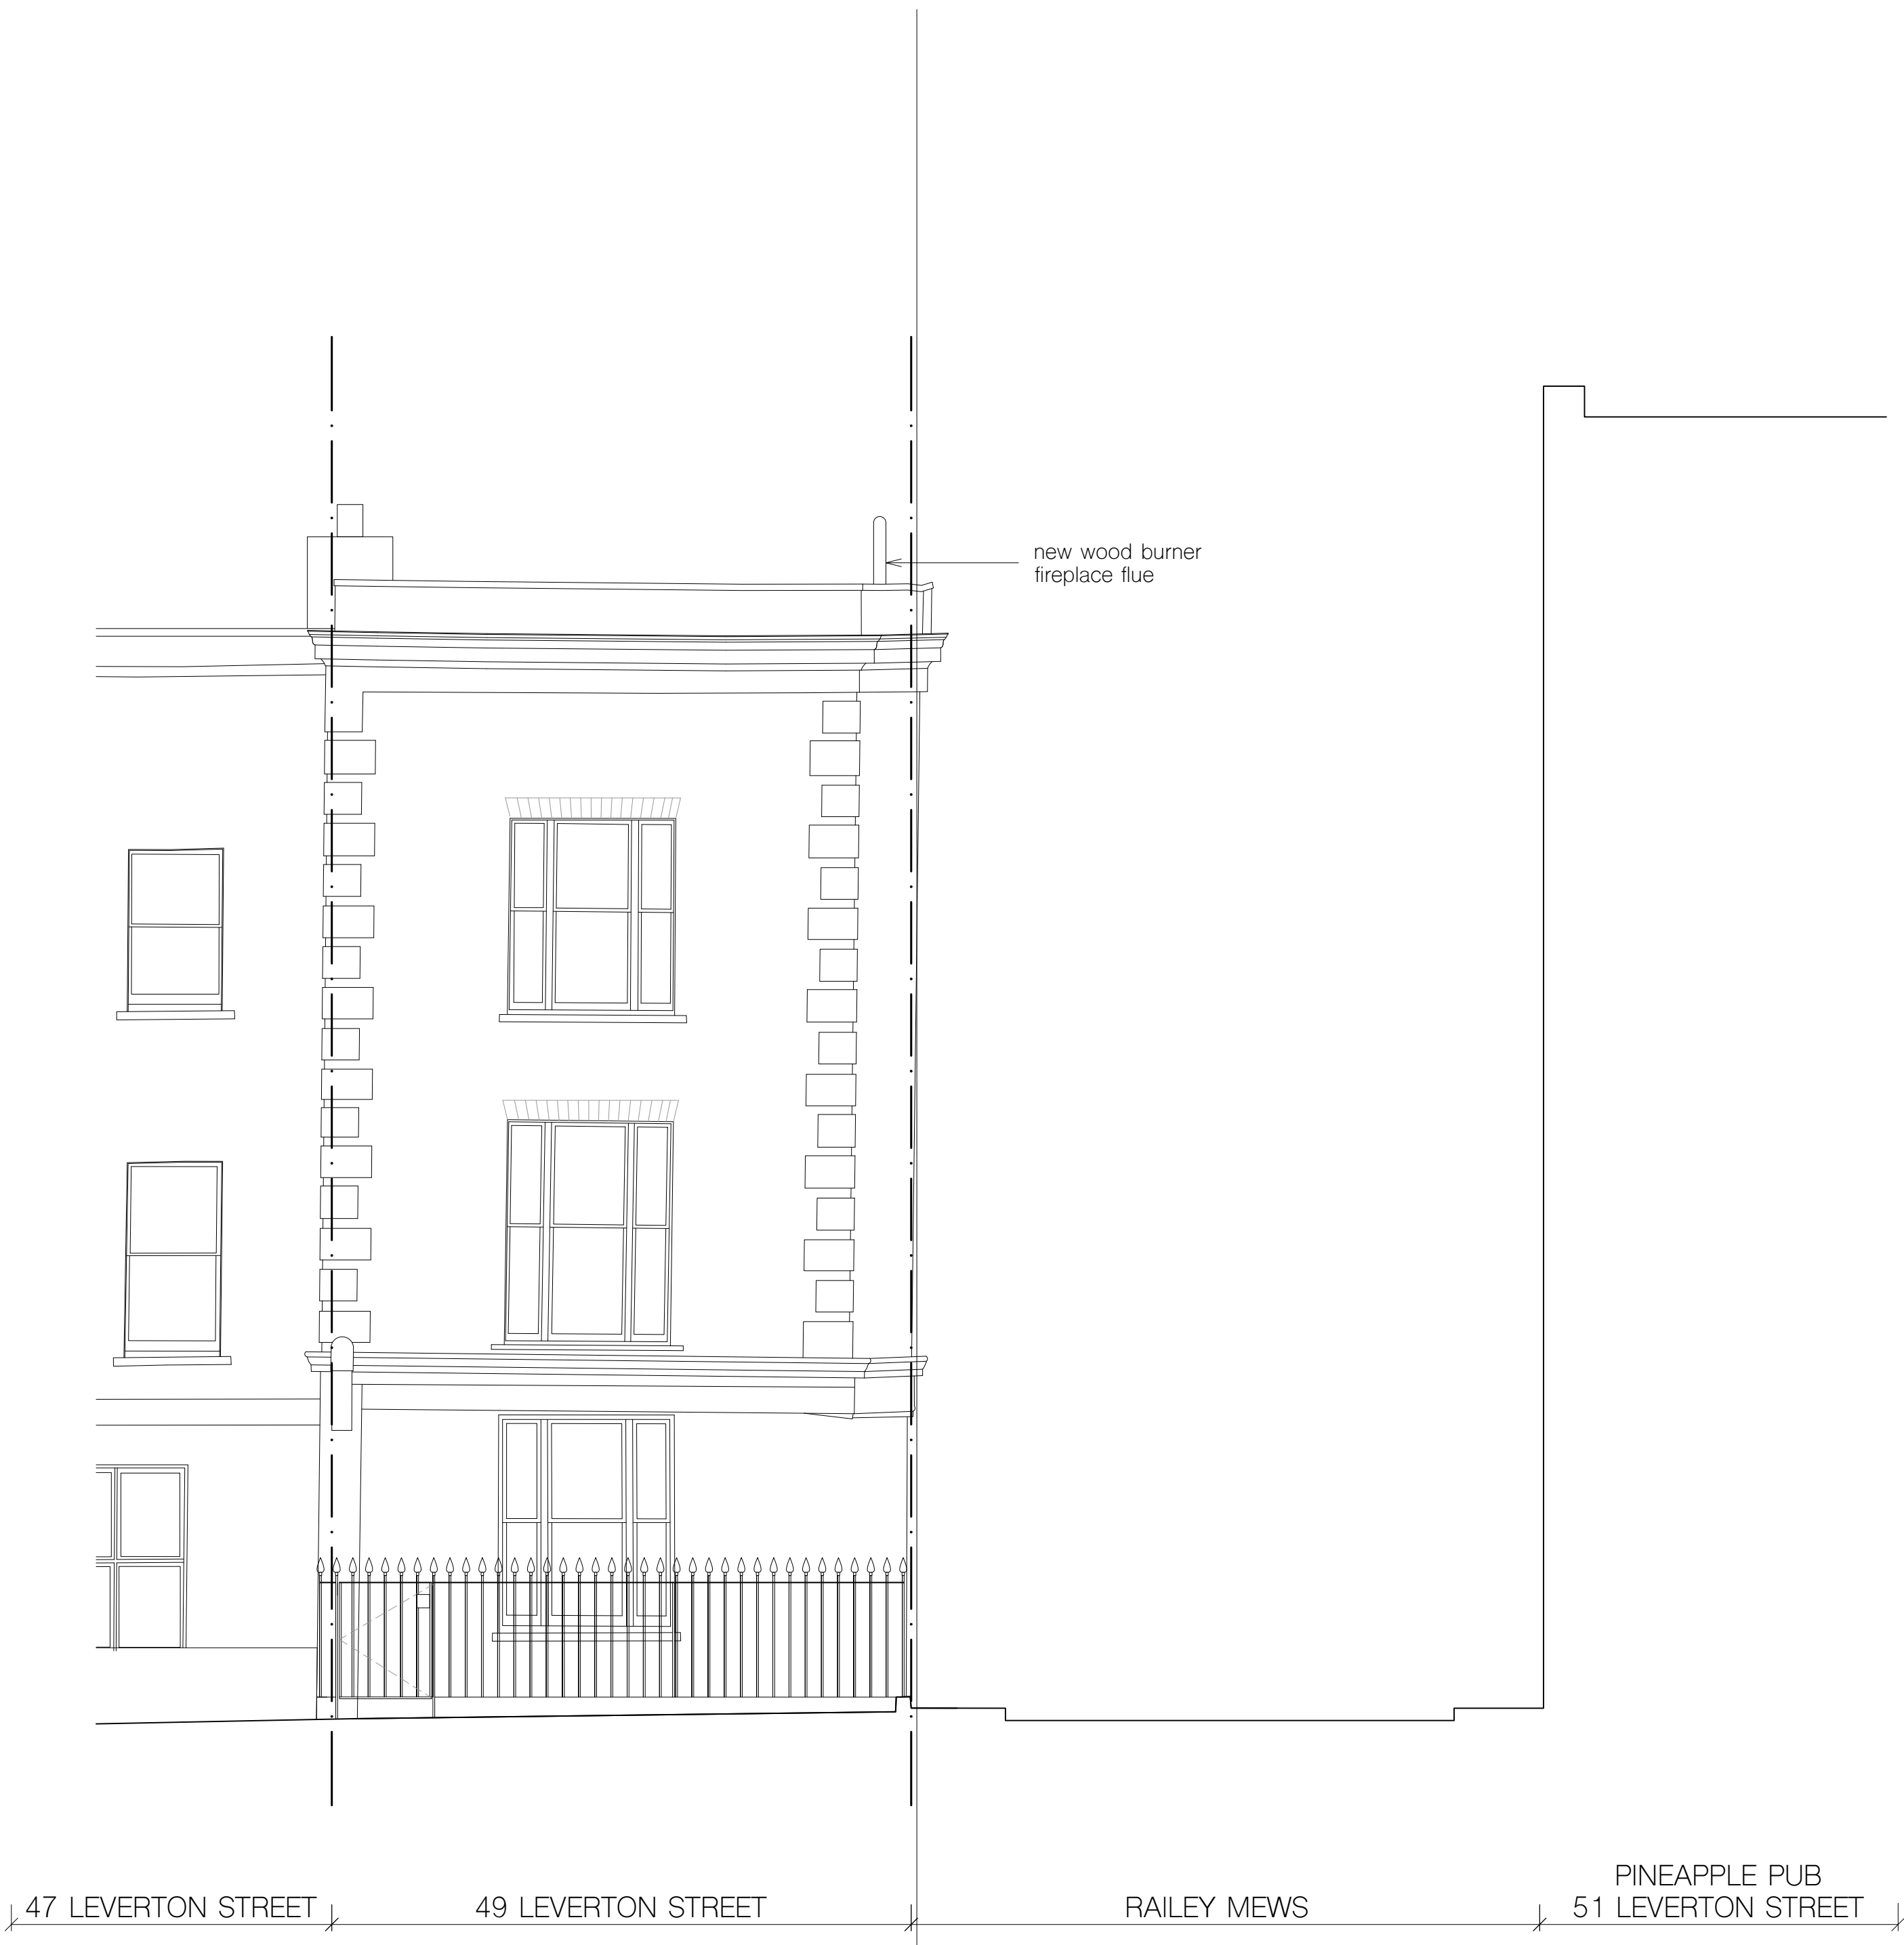 new wood burner
fireplace flue
47 LEVERTON STREET
49 LEVERTON STREET
RAILEY MEWS
PINEAPPLE PUB
51 LEVERTON STREET